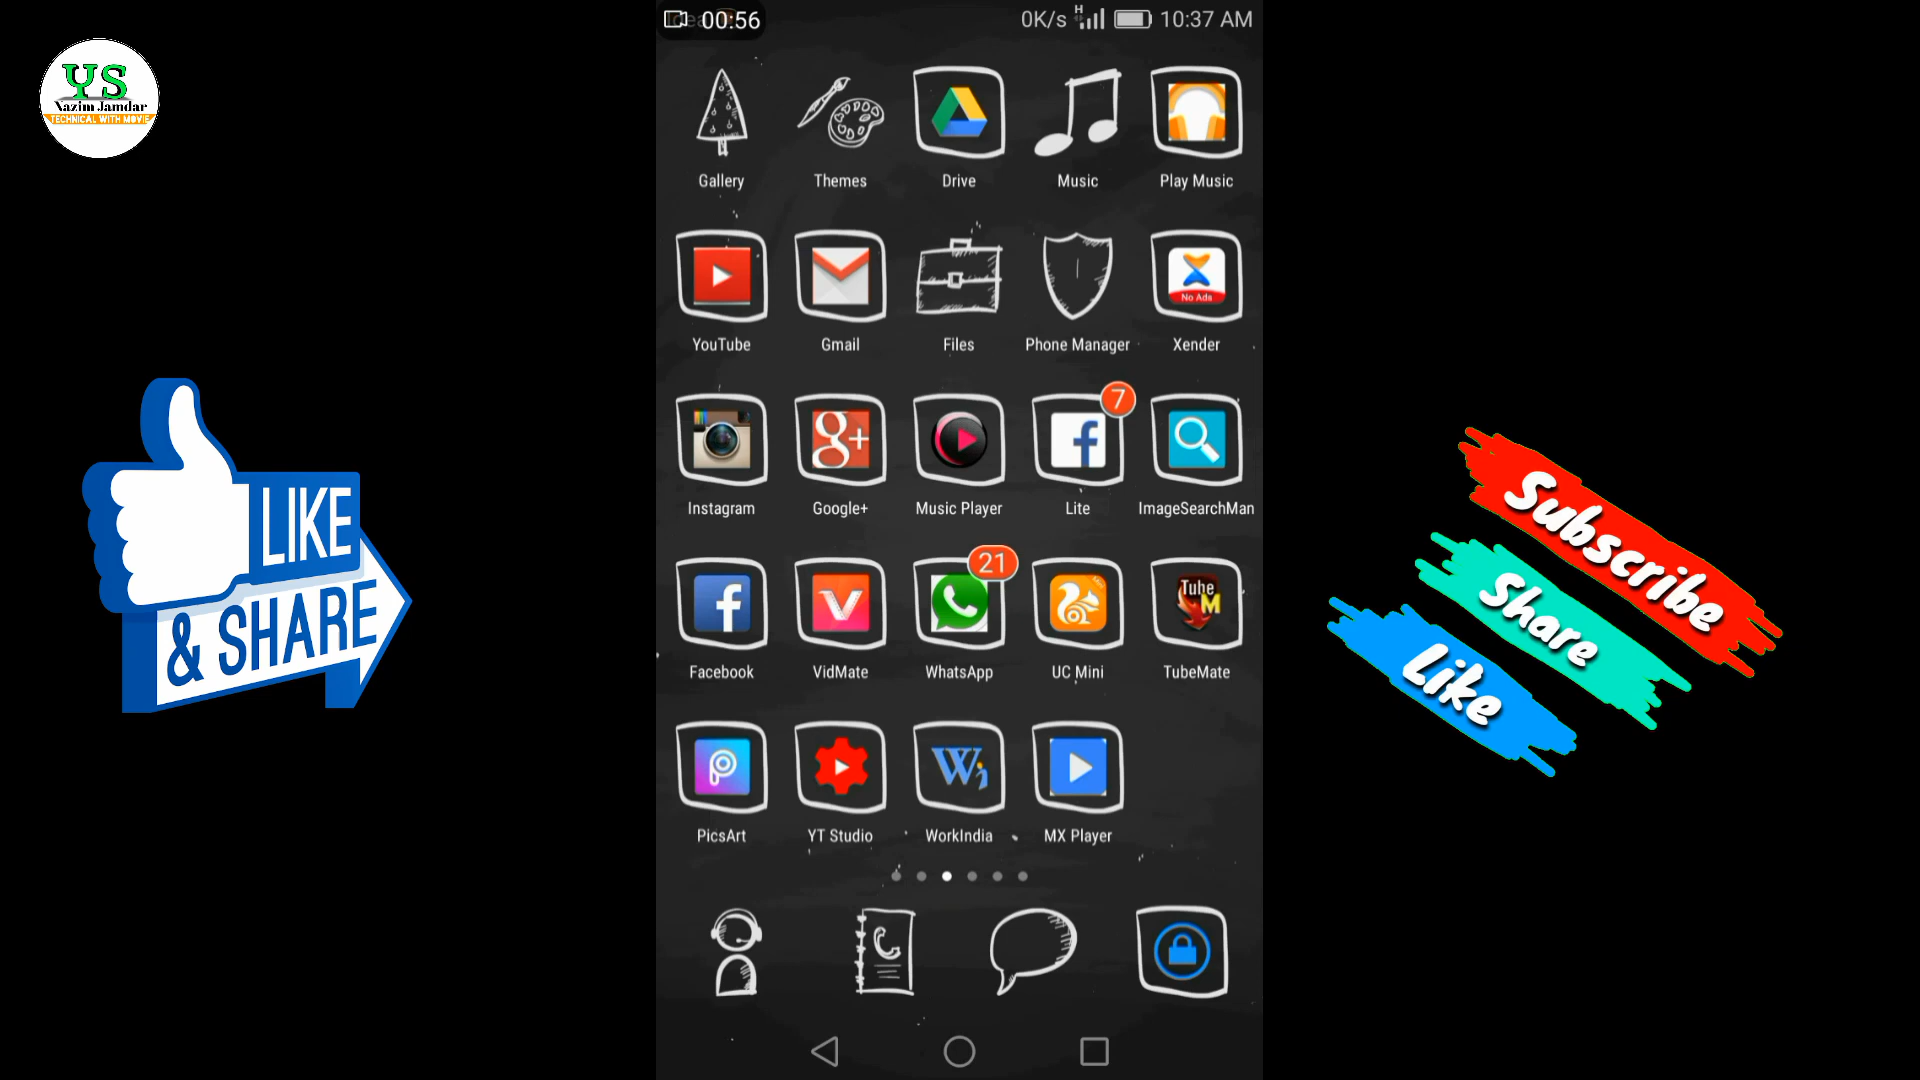 YS
Nazim Jamdar
TECHNICAL WITH MOVIE
00:56
0K/s H 10:37 AM
Gallery Themes Drive Music Play Music
No Ads
YouTube Gmail Files Phone Manager Xender
g+ 7
Instagram Google+ Music Player Lite ImageSearchMan
21
Tube M
Facebook VidMate WhatsApp UC Mini TubeMate
PicsArt YT Studio WorkIndia MX Player
LIKE
& SHARE
Subscribe
Share
Like